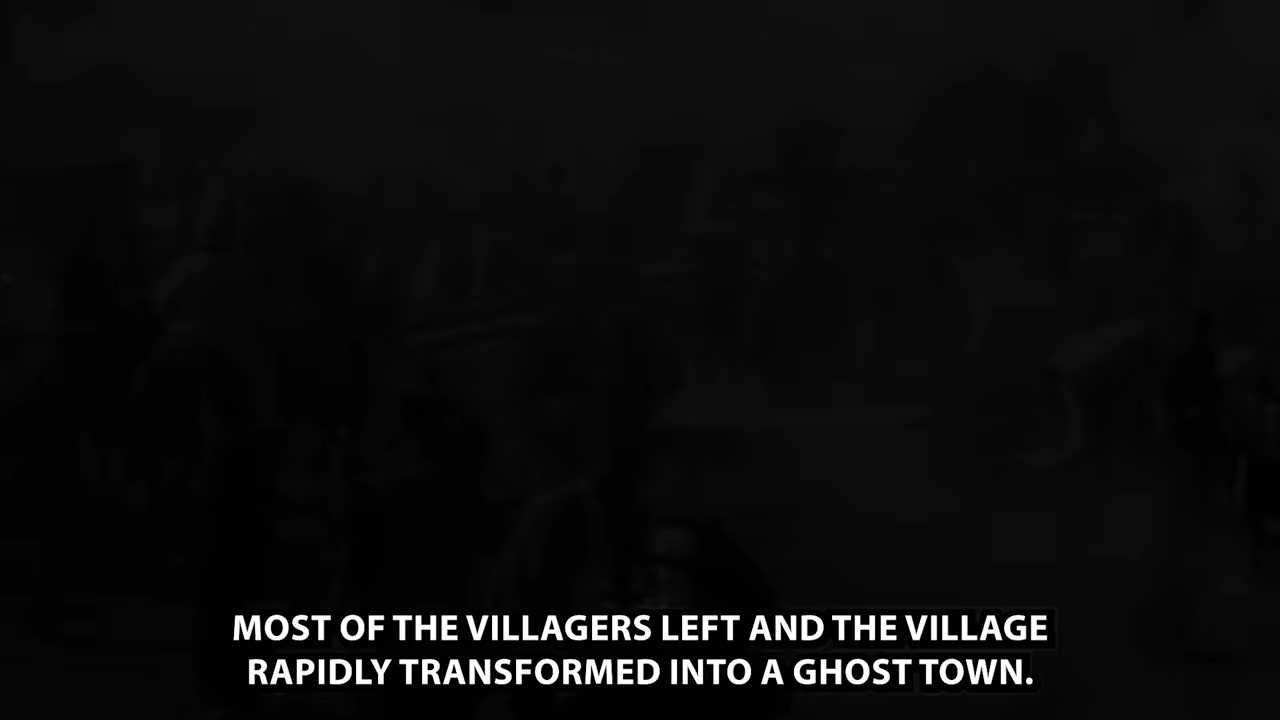 MOST OF THE VILLAGERS LEFT AND THE VILLAGE
RAPIDLY TRANSFORMED INTO A GHOST TOWN.